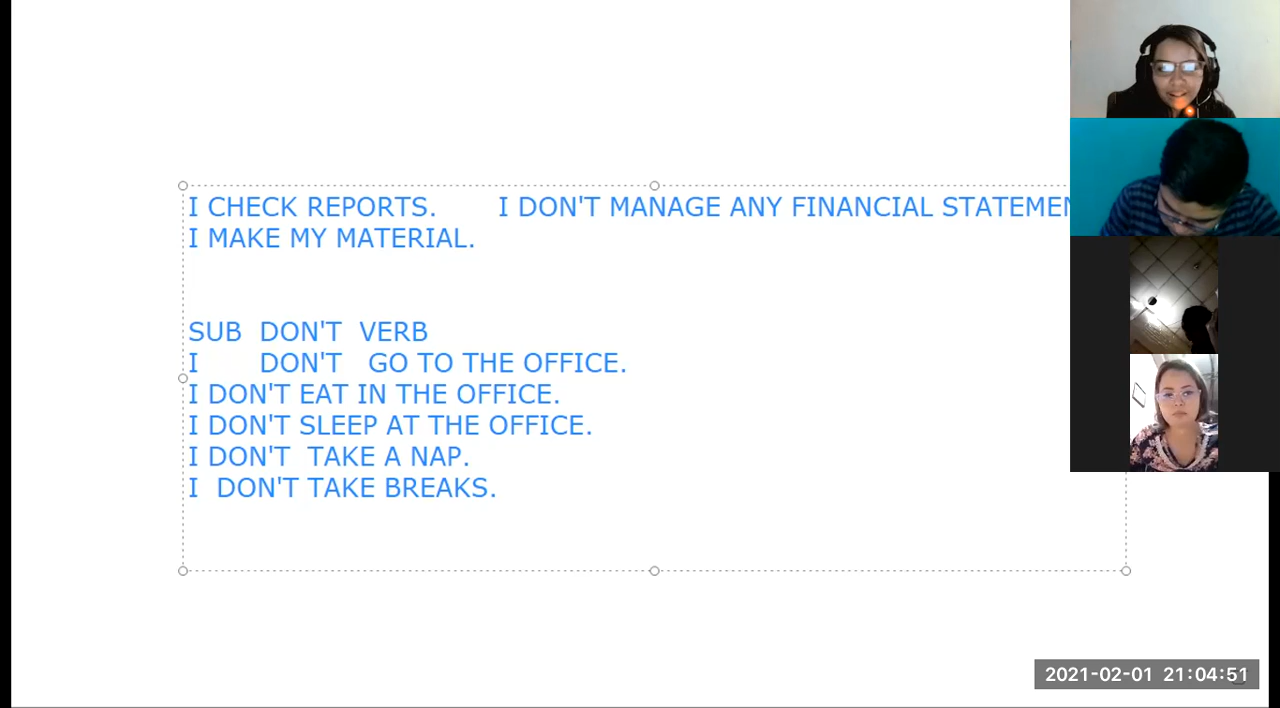 I CHECK REPORTS. I DON'T MANAGE ANY FINANCIAL
I MAKE MY MATERIAL.
SUB DON'T VERB
I DON'T GO TO THE OFFICE.
I DON'T EAT IN THE OFFICE.
I DON'T SLEEP AT THE OFFICE.
I DON'T TAKE A NAP.
I DON'T TAKE BREAKS.
2021-02-01 21:04:51